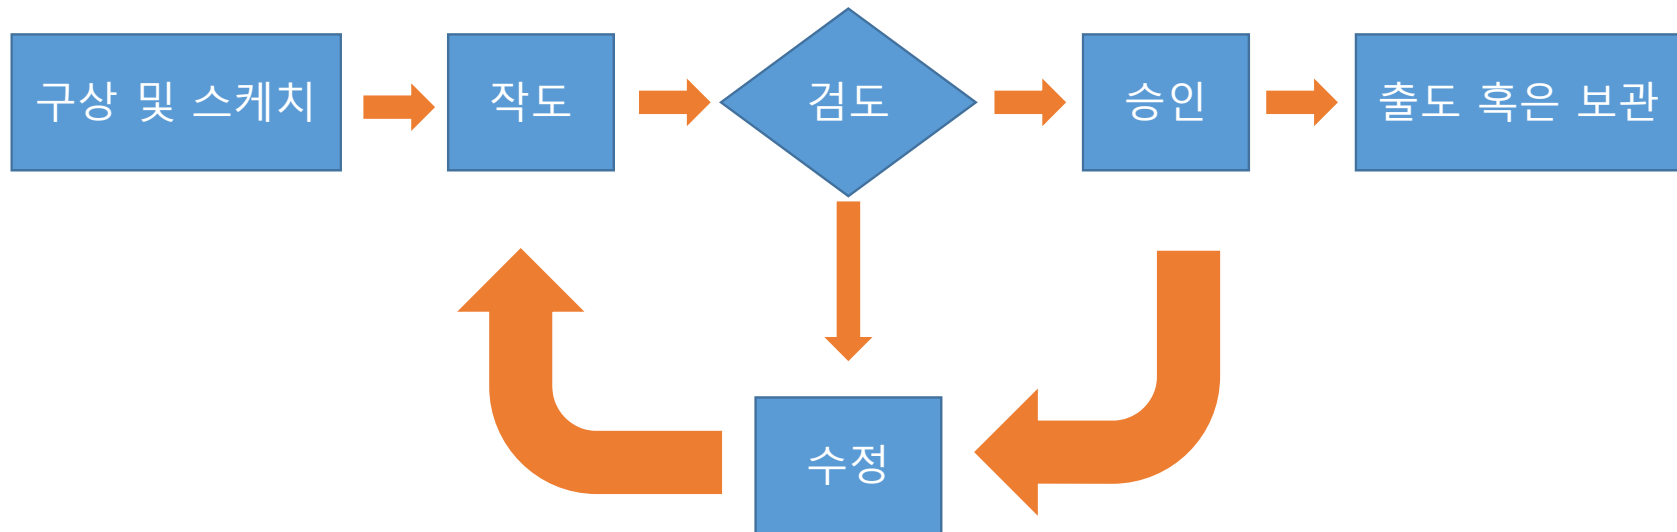 구상 및 스케치
작도
검도
승인
출도 혹은 보관
수정